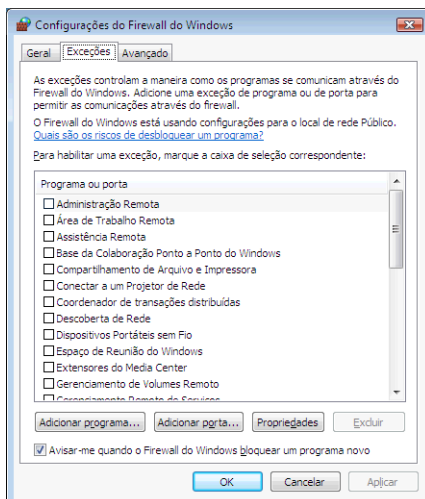 Configurações do Firewall do Windows
Geral Exceções Avançado
As exceções controlam a maneira como os programas se comunicam através do
Firewall do Windows. Adicione uma exceção de programa ou de porta para
permitir as comunicações através do firewall.
O Firewall do Windows está usando configurações para o local de rede Público.
Quais são os riscos de desbloquear um programa?
Para habilitar uma exceção, marque a caixa de seleção correspondente:
Programa ou porta
Administração Remota
Área de Trabalho Remota
Assistência Remota
Base da Colaboração Ponto a Ponto do Windows
Compartilhamento de Arquivo e Impressora
Conectar a um Projetor de Rede
Coordenador de transações distribuídas
Descoberta de Rede
Dispositivos Portáteis sem Fio
Espaço de Reunião do Windows
Extensores do Media Center
Gerenciamento de Volumes Remoto
Gerenciamento Remoto de Serviços
Adicionar programa... Adicionar porta... Propriedades Excluir
Avisar-me quando o Firewall do Windows bloquear um programa novo
OK Cancelar Aplicar